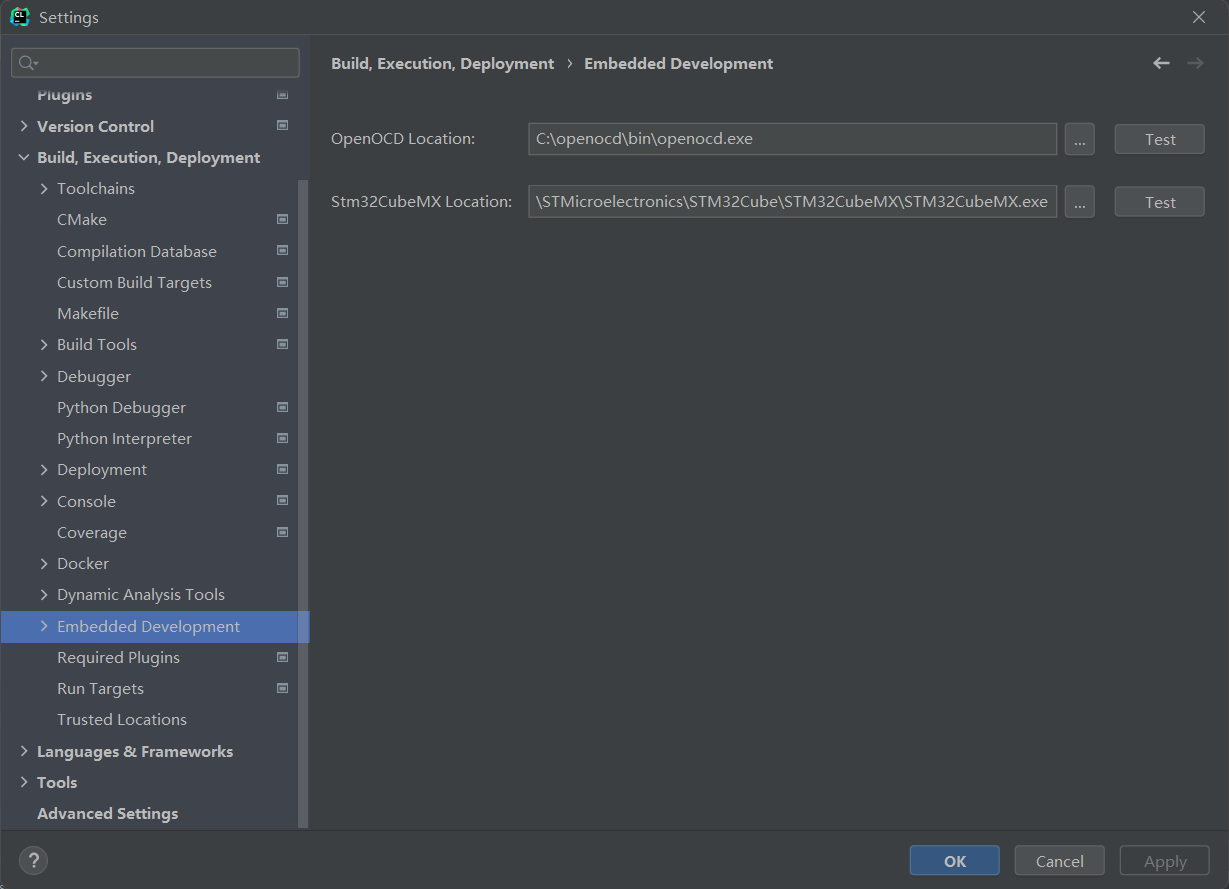 CL
Settings
Plugins
Version Control
Build, Execution, Deployment
Toolchains
CMake
Compilation Database
Custom Build Targets
Makefile
Build Tools
Debugger
Python Debugger
Python Interpreter
Deployment
Console
Coverage
Docker
Dynamic Analysis Tools
Embedded Development
Required Plugins
Run Targets
Trusted Locations
Languages & Frameworks
Tools
Advanced Settings
Build, Execution, Deployment › Embedded Development
OpenOCD Location: C:\openocd\bin\openocd.exe ... Test
Stm32CubeMX Location: \STMicroelectronics\STM32Cube\STM32CubeMX\STM32CubeMX.exe ... Test
? OK Cancel Apply